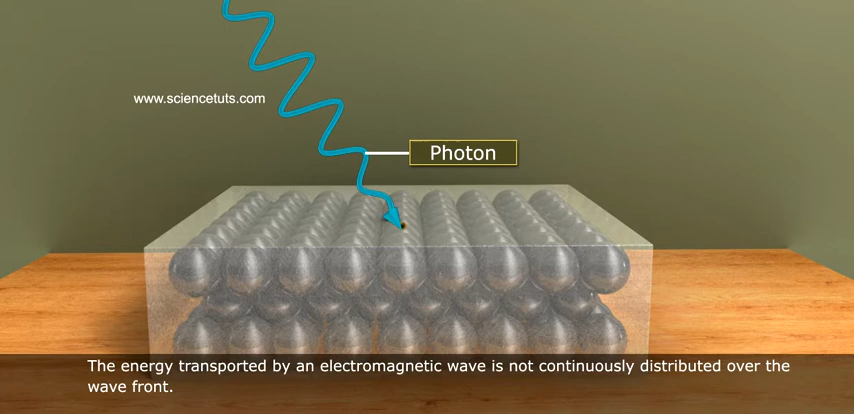 www.sciencetuts.com
Photon
The energy transported by an electromagnetic wave is not continuously distributed over the
wave front.